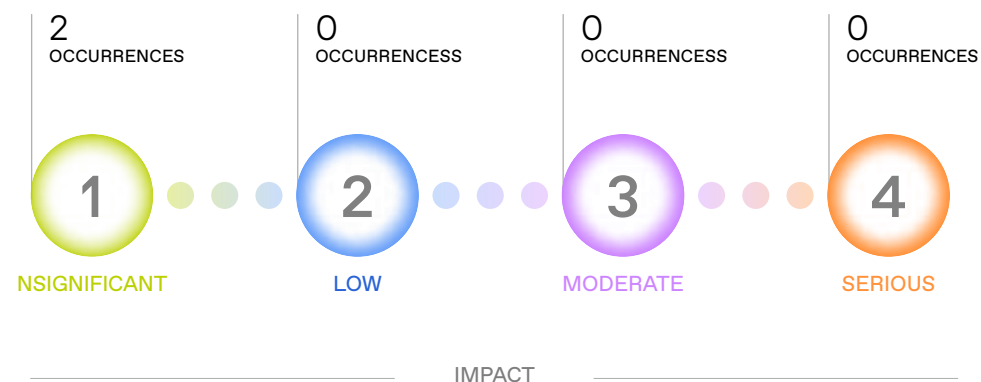 2
OCCURRENCES
0
OCCURRENCESS
0
OCCURRENCESS
0
OCCURRENCES
1
2
3
4
NSIGNIFICANT
LOW
MODERATE
SERIOUS
IMPACT